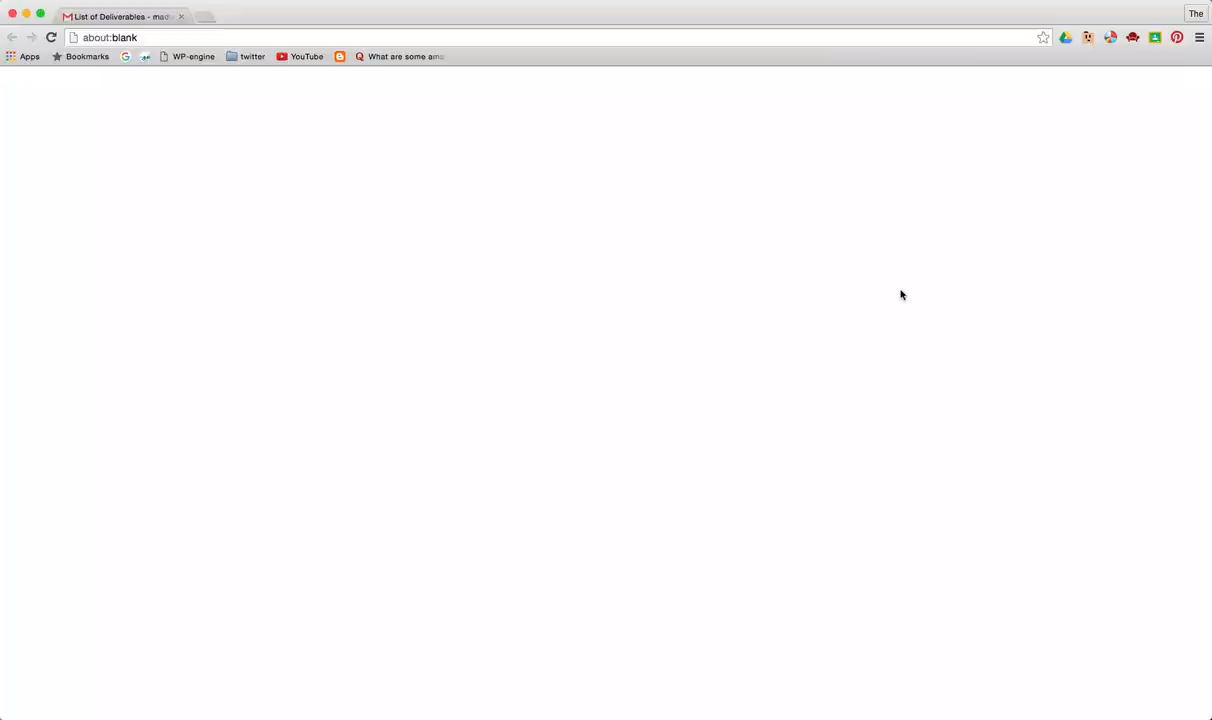 List of Deliverables - mad
The
about:blank
Apps Bookmarks WP-engine twitter YouTube What are some am